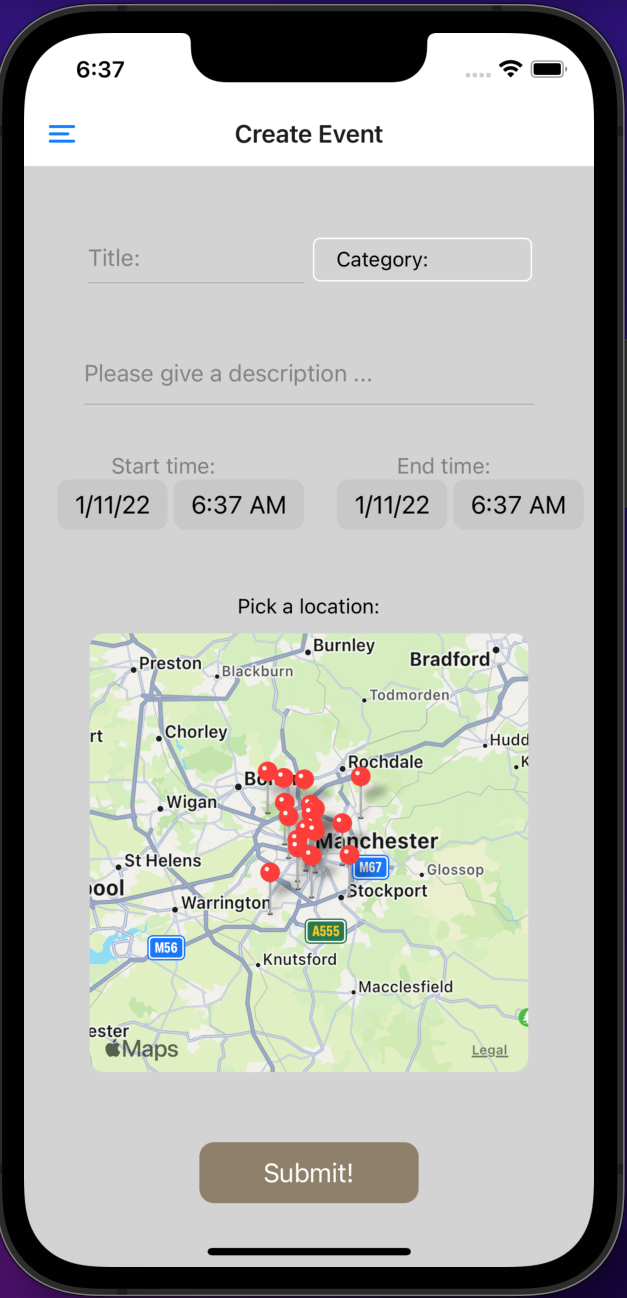 6:37
Create Event
Title: Category:
Please give a description ...
Start time: End time:
1/11/22 6:37 AM 1/11/22 6:37 AM
Pick a location:
Burnley
Preston Bradford
Blackburn
Todmorden
rt Chorley Hudd
Rochdale K
Bo
Wigan
Manchester
St Helens M67 Glossop
ool Stockport
Warrington
A555
M56
Knutsford
Macclesfield
ester
Maps Legal
Submit!